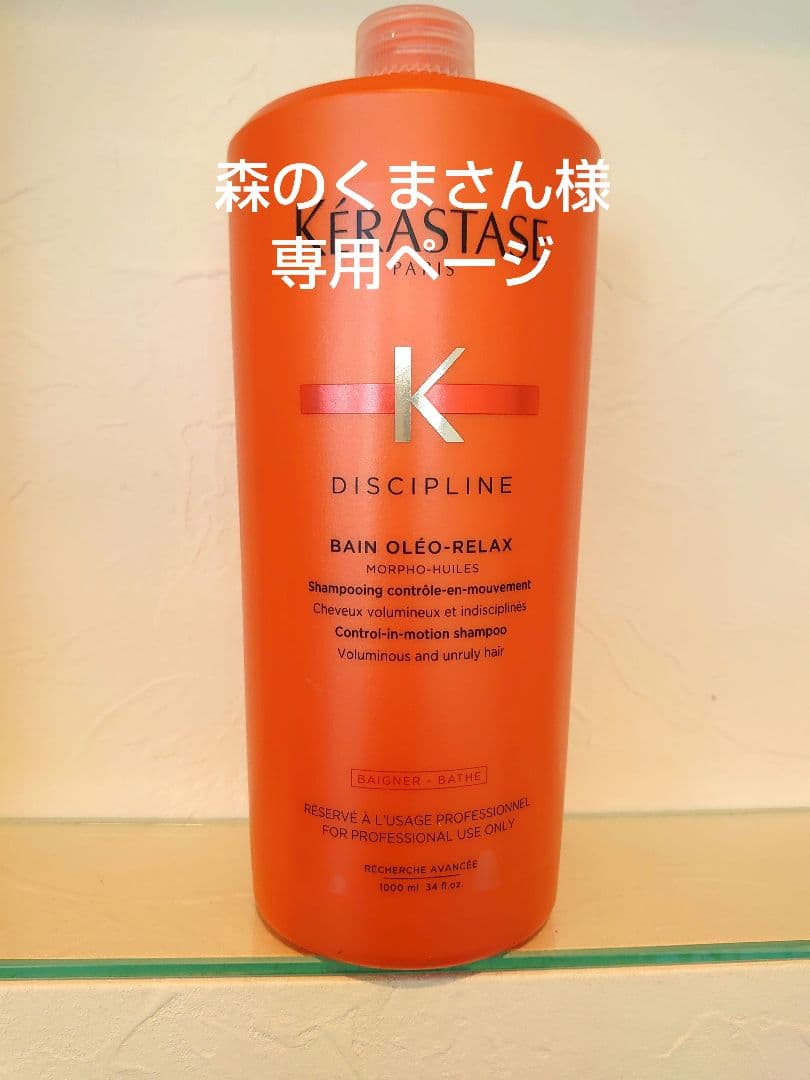 森のくまさん様
KÉRASTASE
専用ページ
PARIS
K
DISCIPLINE
BAIN OLÉO-RELAX
MORPHO-HUILES
Shampooing contrôle-en-mouvement
Cheveux volumineux et indisciplinés
Control-in-motion shampoo
Voluminous and unruly hair
BAIGNER - BATHE
RÉSERVÉ À L'USAGE PROFESSIONNEL
FOR PROFESSIONAL USE ONLY
RECHERCHE AVANCÉE
1000 ml 34 fl.oz.